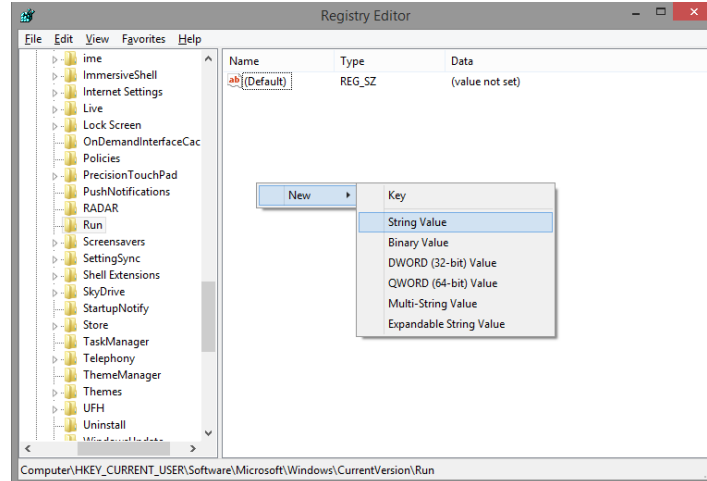 Registry Editor
File Edit View Favorites Help
ime
ImmersiveShell
Internet Settings
Live
Lock Screen
OnDemandInterfaceCac
Policies
PrecisionTouchPad
PushNotifications
RADAR
Run
Screensavers
SettingSync
Shell Extensions
SkyDrive
StartupNotify
Store
TaskManager
Telephony
ThemeManager
Themes
UFH
Uninstall
WindowsUpdate
Name Type Data
ab (Default) REG_SZ (value not set)
New
Key
String Value
Binary Value
DWORD (32-bit) Value
QWORD (64-bit) Value
Multi-String Value
Expandable String Value
Computer\HKEY_CURRENT_USER\Software\Microsoft\Windows\CurrentVersion\Run